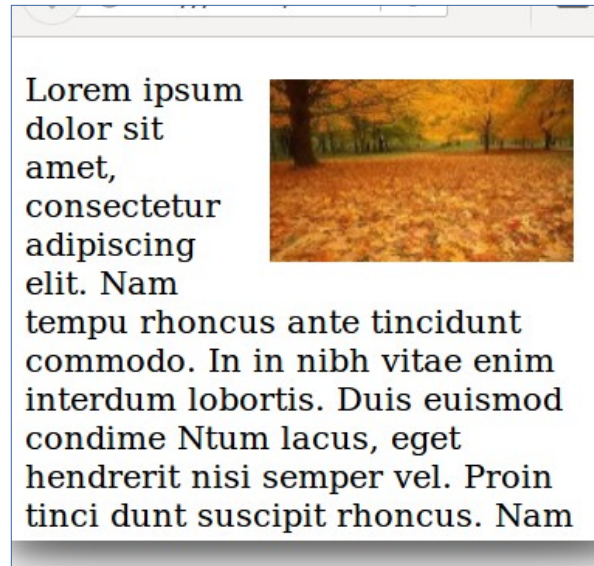 Lorem ipsum
dolor sit
amet,
consectetur
adipiscing
elit. Nam
tempu rhoncus ante tincidunt
commodo. In in nibh vitae enim
interdum lobortis. Duis euismod
condime Ntum lacus, eget
hendrerit nisi semper vel. Proin
tinci dunt suscipit rhoncus. Nam